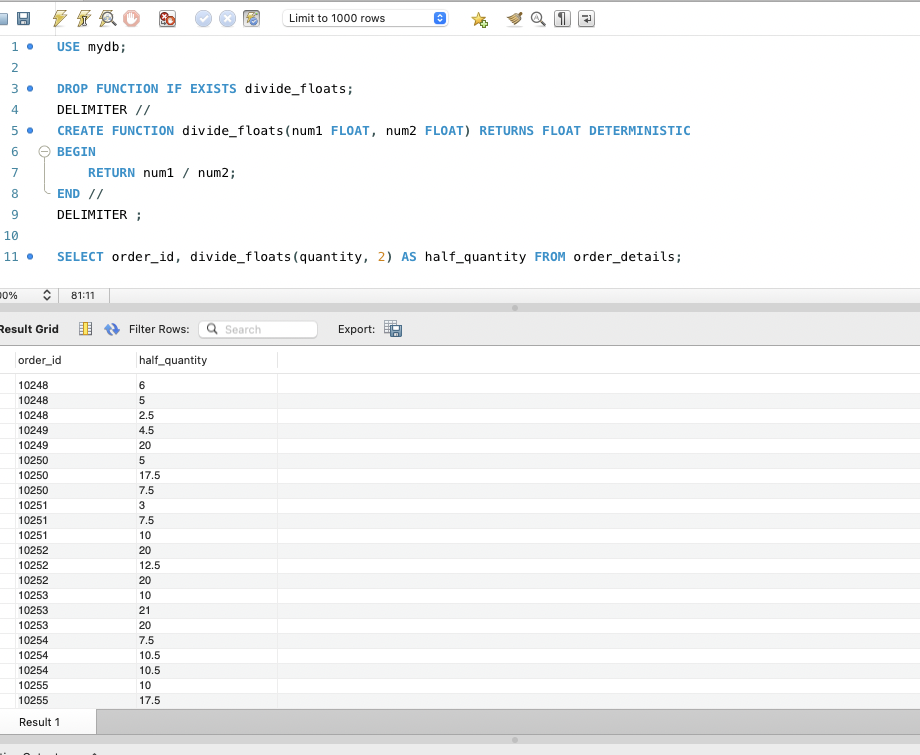 Limit to 1000 rows
1 USE mydb;
2
3 DROP FUNCTION IF EXISTS divide_floats;
4 DELIMITER //
5 CREATE FUNCTION divide_floats(num1 FLOAT, num2 FLOAT) RETURNS FLOAT DETERMINISTIC
6 BEGIN
7 RETURN num1 / num2;
8 END //
9 DELIMITER ;
10
11 SELECT order_id, divide_floats(quantity, 2) AS half_quantity FROM order_details;
00% 81:11
Result Grid Filter Rows: Search Export:
order_id half_quantity
10248 6
10248 5
10248 2.5
10249 4.5
10249 20
10250 5
10250 17.5
10250 7.5
10251 3
10251 7.5
10251 10
10252 20
10252 12.5
10252 20
10253 10
10253 21
10253 20
10254 7.5
10254 10.5
10254 10.5
10255 10
10255 17.5
Result 1